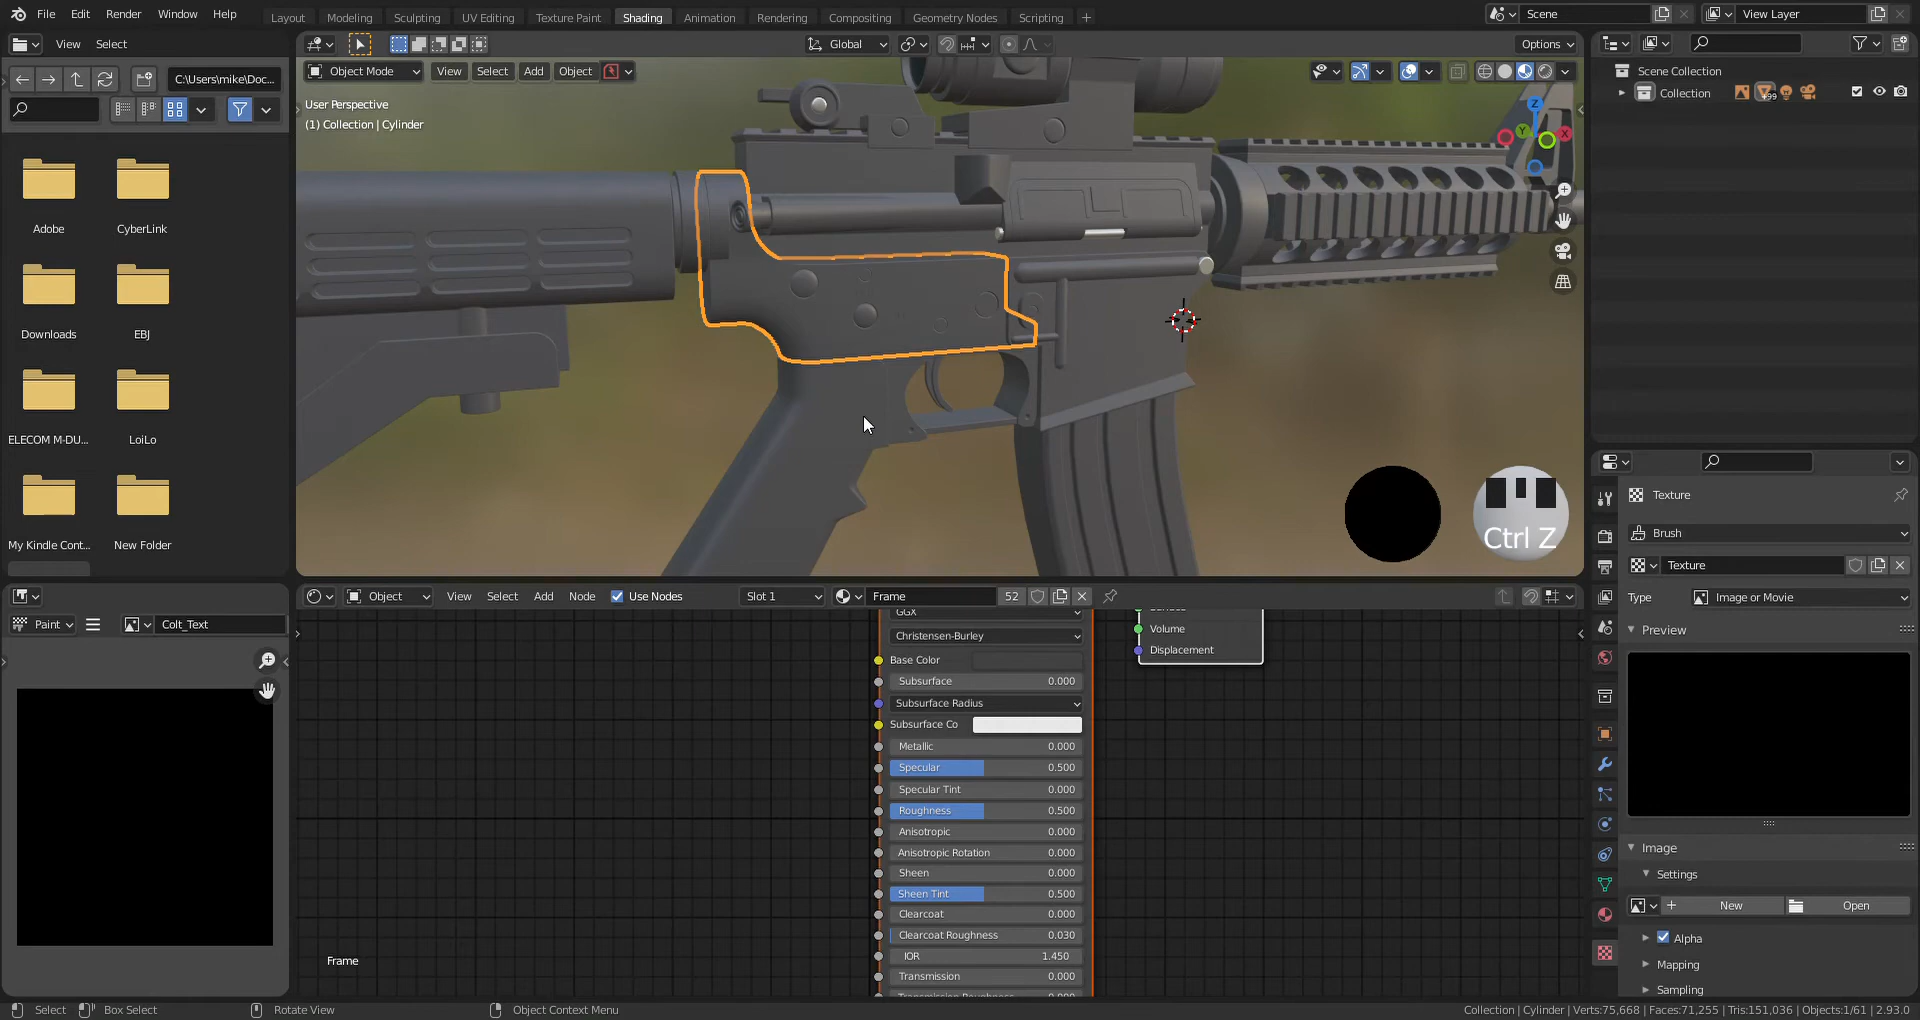 File Edit Render Window Help
Layout Modeling Sculpting UV Editing Texture Paint Shading Animation Rendering Compositing Geometry Nodes Scripting +
Scene
View Layer
View Select
Global
Options
C:\Users\mike\Doc...
Object Mode View Select Add Object
User Perspective
(1) Collection | Cylinder
Scene Collection
Collection
+99
Z
Y
X
Adobe
CyberLink
Downloads
EBJ
ELECOM M-DU...
LoiLo
My Kindle Cont...
New Folder
Ctrl Z
Texture
Brush
Texture
Type Image or Movie
Preview
Image
Settings
+ New
Open
Alpha
Mapping
Sampling
Object View Select Add Node Use Nodes Slot 1 Frame 52
Paint Colt_Text
GGX
Christensen-Burley
Base Color
Subsurface 0.000
Subsurface Radius
Subsurface Co
Metallic 0.000
Specular 0.500
Specular Tint 0.000
Roughness 0.500
Anisotropic 0.000
Anisotropic Rotation 0.000
Sheen 0.000
Sheen Tint 0.500
Clearcoat 0.000
Clearcoat Roughness 0.030
IOR 1.450
Transmission 0.000
Volume
Displacement
Frame
Select Box Select Rotate View Object Context Menu
Collection | Cylinder | Verts:75,668 | Faces:71,255 | Tris:151,036 | Objects:1/61 | 2.93.0